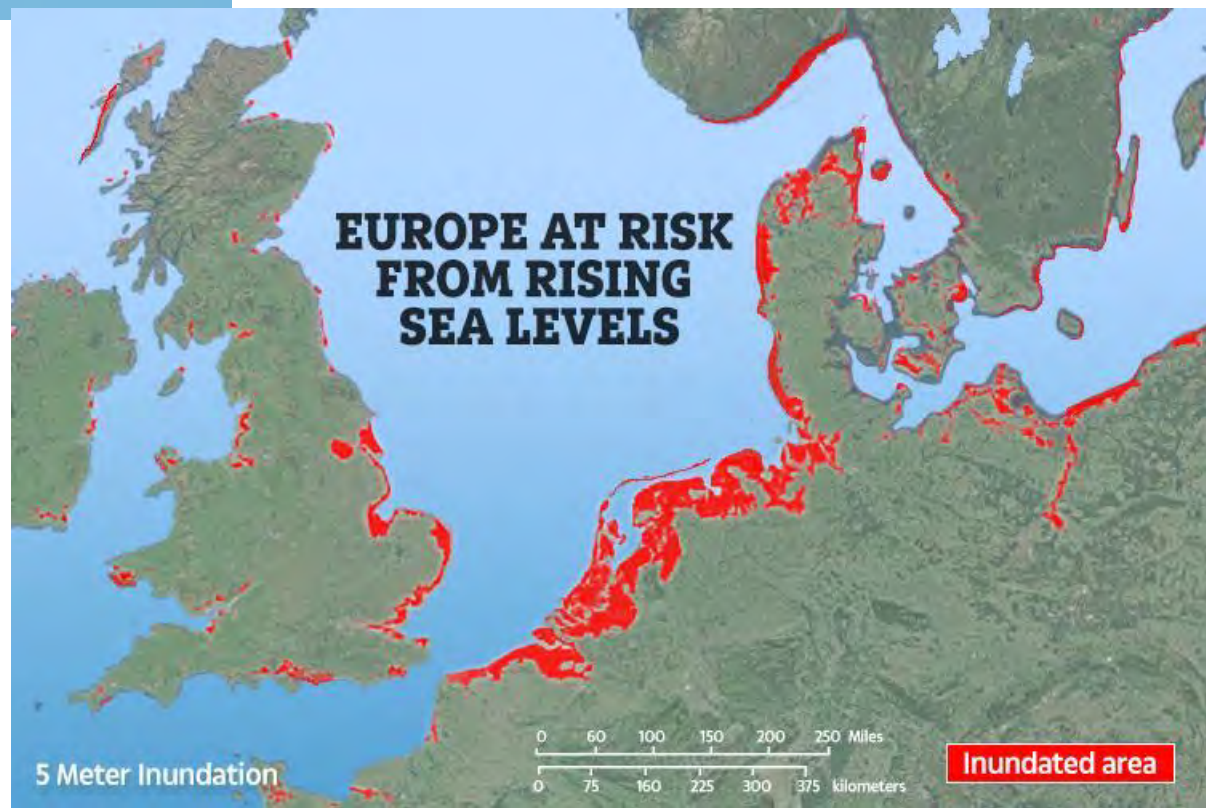 EUROPE AT RISK
FROM RISING
SEA LEVELS
0 60 100 150 200 250 Miles
0 75 160 225 300 375 kilometers
5 Meter Inundation
Inundated area